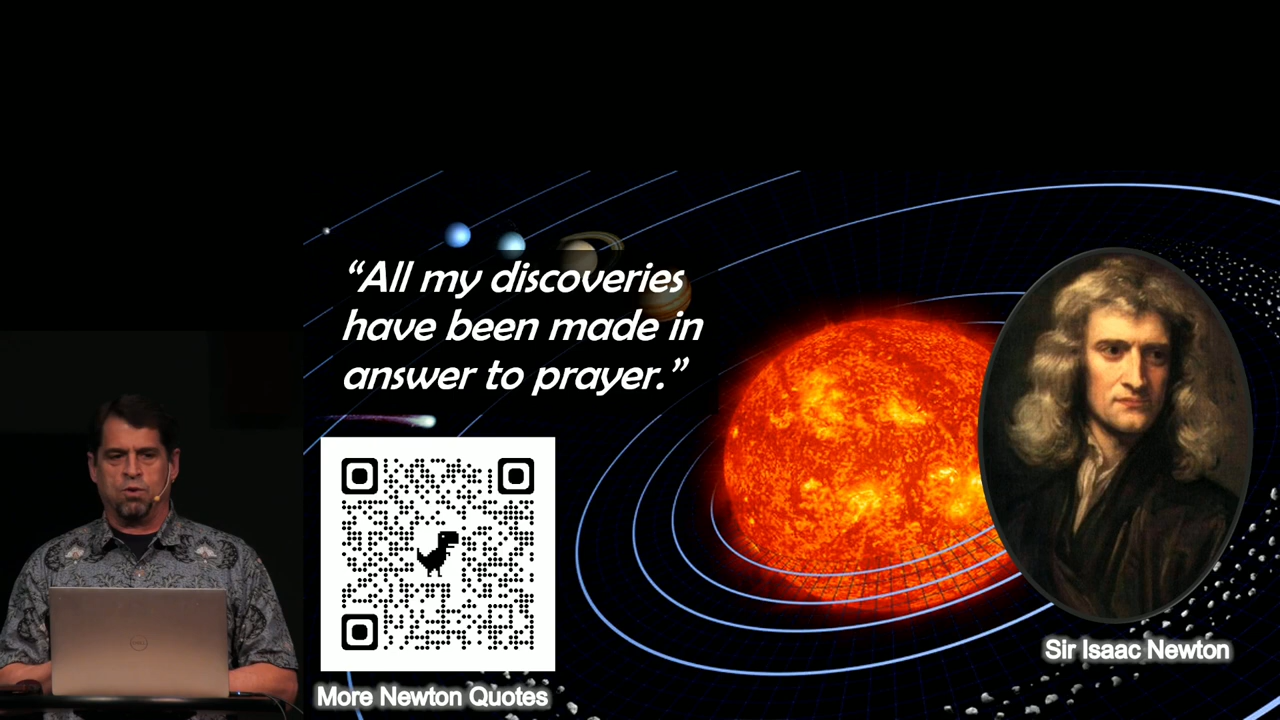 “All my discoveries
have been made in
answer to prayer.”
More Newton Quotes
Sir Isaac Newton